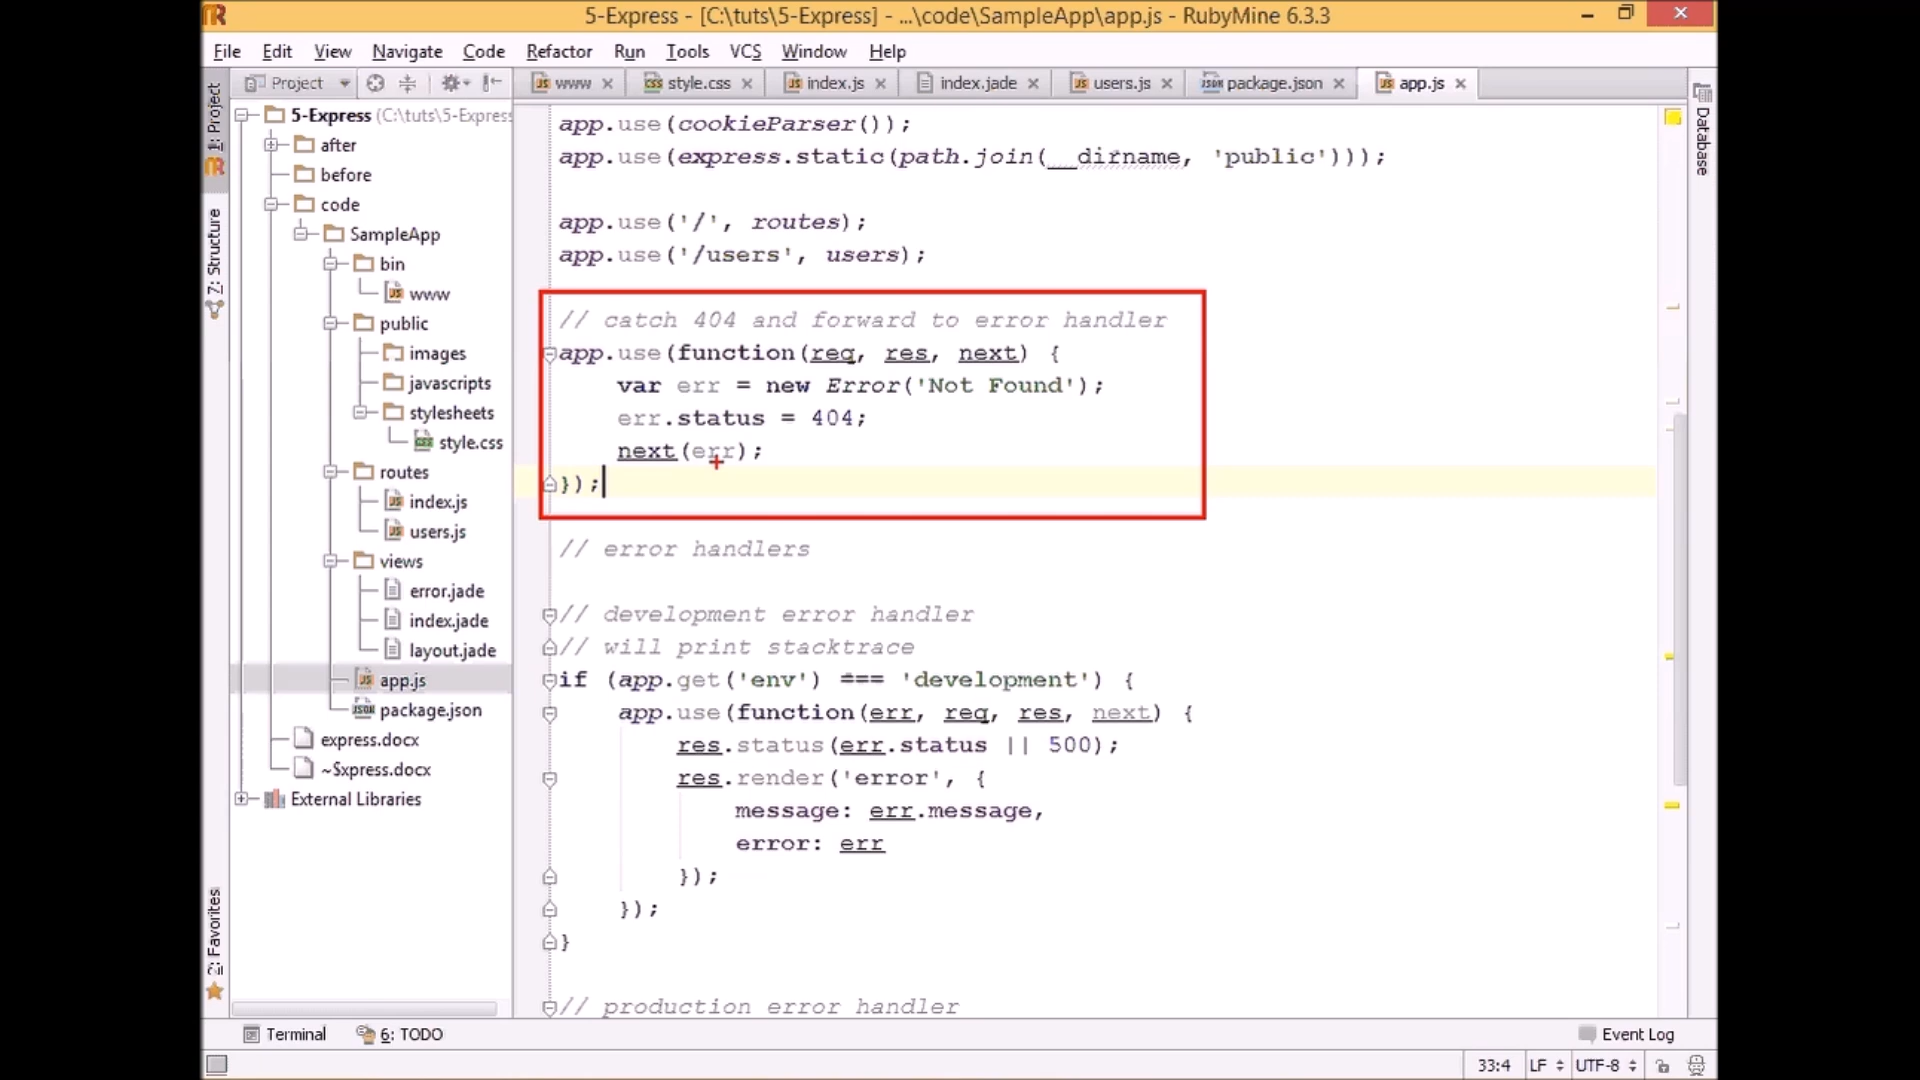 5-Express - [C:\tuts\5-Express] - ...\code\SampleApp\app.js - RubyMine 6.3.3
File Edit View Navigate Code Refactor Run Tools VCS Window Help
Project
www
style.css
index.js
index.jade
users.js
package.json
app.js
1: Project
7: Structure
2: Favorites
Database
5-Express (C:\tuts\5-Express
after
before
code
SampleApp
bin
www
public
images
javascripts
stylesheets
style.css
routes
index.js
users.js
views
error.jade
index.jade
layout.jade
app.js
package.json
express.docx
~$xpress.docx
External Libraries
app.use(cookieParser());
app.use(express.static(path.join(__dirname, 'public')));
app.use('/', routes);
app.use('/users', users);
// catch 404 and forward to error handler
app.use(function(req, res, next) {
var err = new Error('Not Found');
err.status = 404;
next(err);
});
// error handlers
// development error handler
// will print stacktrace
if (app.get('env') === 'development') {
app.use(function(err, req, res, next) {
res.status(err.status || 500);
res.render('error', {
message: err.message,
error: err
});
});
}
// production error handler
Terminal
6: TODO
Event Log
33:4 LF UTF-8